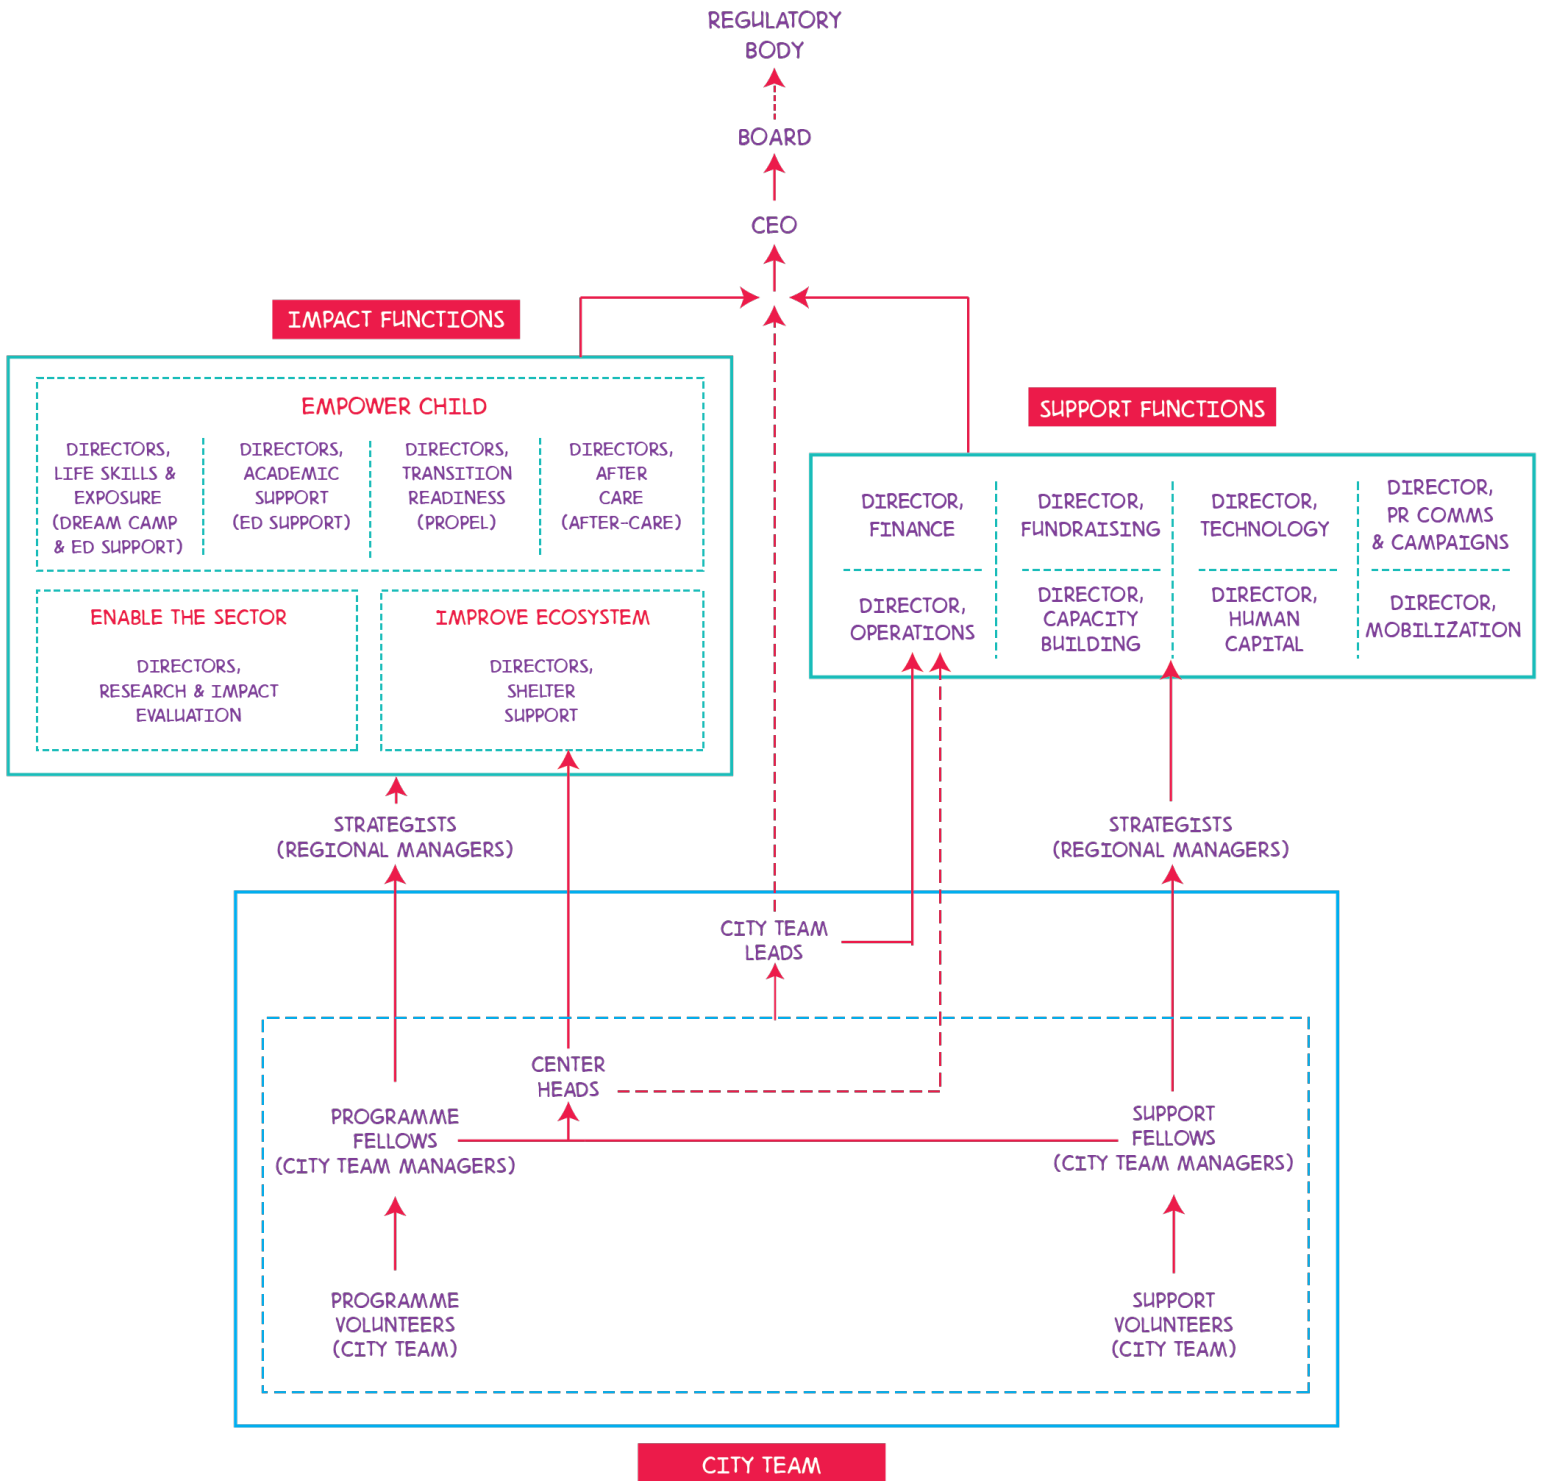 REGULATORY
BODY
BOARD
CEO
IMPACT FUNCTIONS
EMPOWER CHILD
DIRECTORS,
LIFE SKILLS &
EXPOSURE
(DREAM CAMP
& ED SUPPORT)
DIRECTORS,
ACADEMIC
SUPPORT
(ED SUPPORT)
DIRECTORS,
TRANSITION
READINESS
(PROPEL)
DIRECTORS,
AFTER
CARE
(AFTER-CARE)
ENABLE THE SECTOR
DIRECTORS,
RESEARCH & IMPACT
EVALUATION
IMPROVE ECOSYSTEM
DIRECTORS,
SHELTER
SUPPORT
SUPPORT FUNCTIONS
DIRECTOR,
FINANCE
DIRECTOR,
FUNDRAISING
DIRECTOR,
TECHNOLOGY
DIRECTOR,
PR COMMS
& CAMPAIGNS
DIRECTOR,
OPERATIONS
DIRECTOR,
CAPACITY
BUILDING
DIRECTOR,
HUMAN
CAPITAL
DIRECTOR,
MOBILIZATION
STRATEGISTS
(REGIONAL MANAGERS)
STRATEGISTS
(REGIONAL MANAGERS)
CITY TEAM
LEADS
CENTER
HEADS
PROGRAMME
FELLOWS
(CITY TEAM MANAGERS)
SUPPORT
FELLOWS
(CITY TEAM MANAGERS)
PROGRAMME
VOLUNTEERS
(CITY TEAM)
SUPPORT
VOLUNTEERS
(CITY TEAM)
CITY TEAM